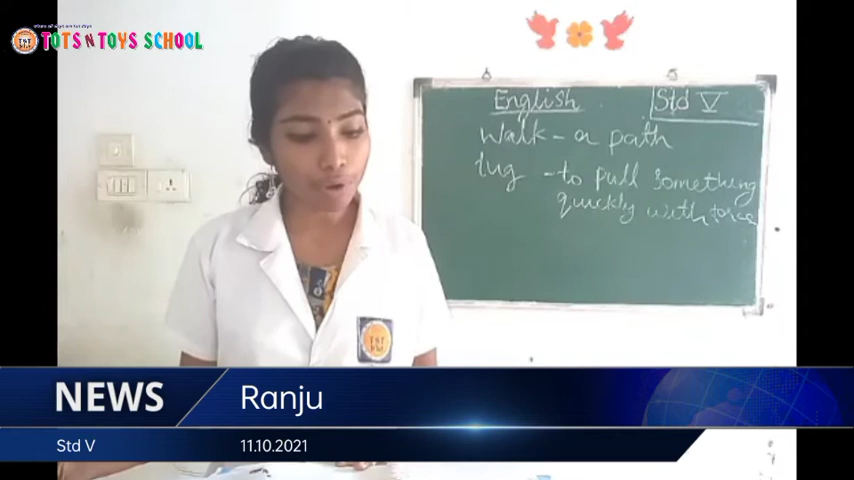 TOTS N TOYS SCHOOL
English
Std V
Walk - a path
tug - to pull something
quickly with force
TST
NEWS
Ranju
Std V
11.10.2021